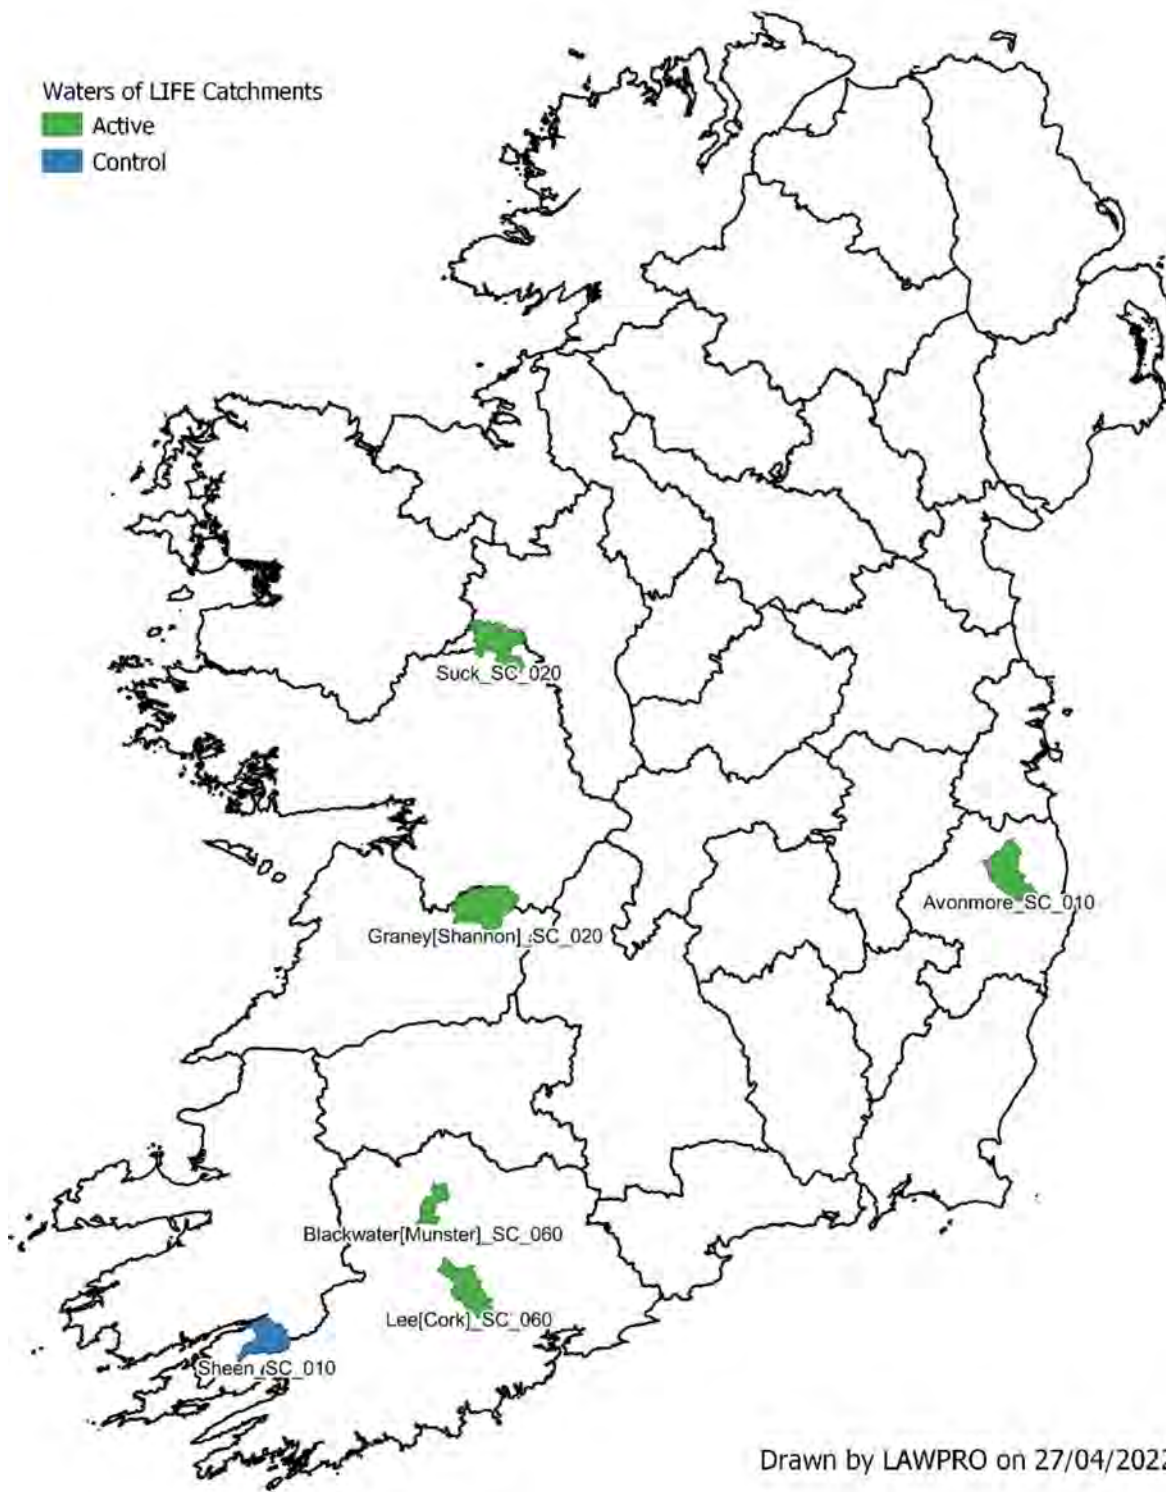 Waters of LIFE Catchments
Active
Control
Suck_SC_020
Avonmore_SC_010
Graney[Shannon]_SC_020
Blackwater[Munster]_SC_060
Lee[Cork]_SC_060
Sheen_SC_010
Drawn by LAWPRO on 27/04/2022